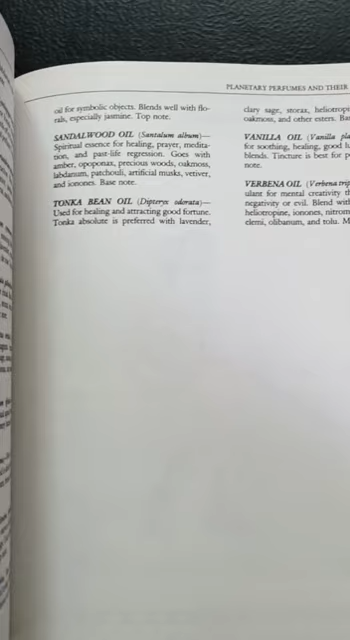 PLANETARY PERFUMES AND THEIR
oil for symbolic objects. Blends well with flo-
rals, especially jasmine. Top note.
SANDALWOOD OIL (Santalum album)—
Spiritual essence for healing, prayer, medita-
tion, and past-life regression. Goes with
amber, opoponax, precious woods, oakmoss,
labdanum, patchouli, artificial musks, vetiver,
and ionones. Base note.
TONKA BEAN OIL (Dipteryx odorata)—
Used for healing and attracting good fortune.
Tonka absolute is preferred with lavender,
clary sage, storax, heliotropi
oakmoss, and other esters. Ba
VANILLA OIL (Vanilla pla
for soothing, healing, good lu
blends. Tincture is best for p
note.
VERBENA OIL (Verbena trip
ulant for mental creativity th
negativity or evil. Blend with
heliotropine, ionones, nitrom
elemi, olibanum, and tolu. M